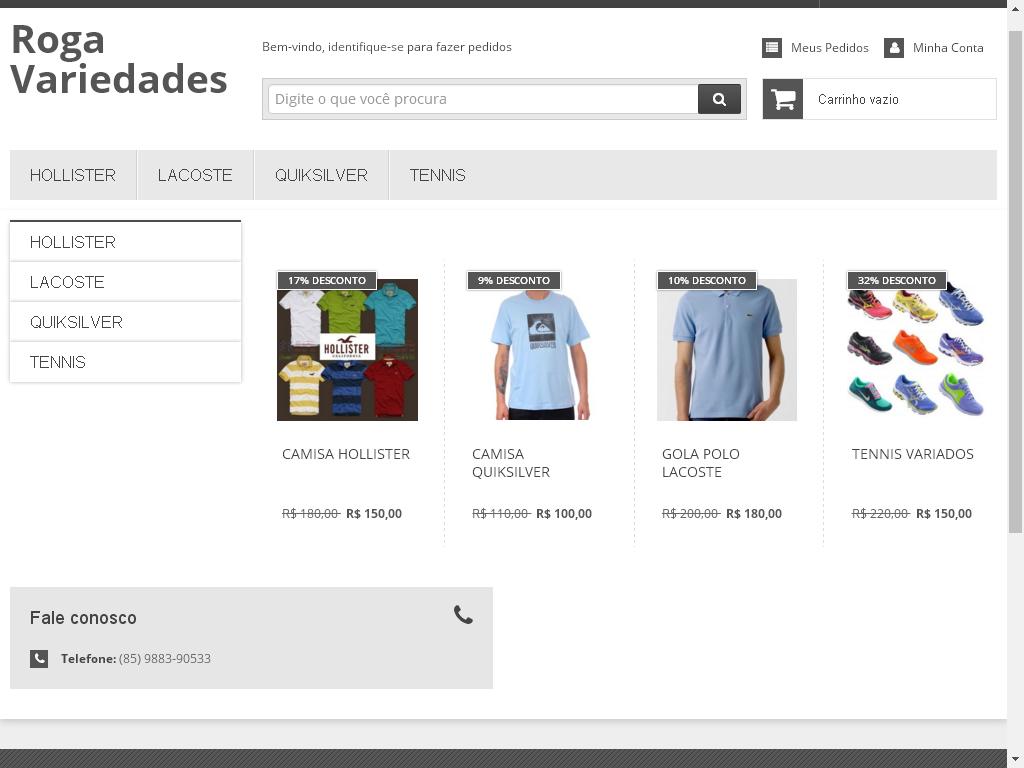 Roga
Variedades
Bem-vindo, identifique-se para fazer pedidos
Meus Pedidos
Minha Conta
Digite o que você procura
Carrinho vazio
HOLLISTER
LACOSTE
QUIKSILVER
TENNIS
HOLLISTER
LACOSTE
QUIKSILVER
TENNIS
17% DESCONTO
9% DESCONTO
10% DESCONTO
32% DESCONTO
HOLLISTER
CALIFORNIA
QUIKSILVER
CAMISA HOLLISTER
CAMISA
QUIKSILVER
GOLA POLO
LACOSTE
TENNIS VARIADOS
R$ 180,00 R$ 150,00
R$ 110,00 R$ 100,00
R$ 200,00 R$ 180,00
R$ 220,00 R$ 150,00
Fale conosco
Telefone: (85) 9883-90533